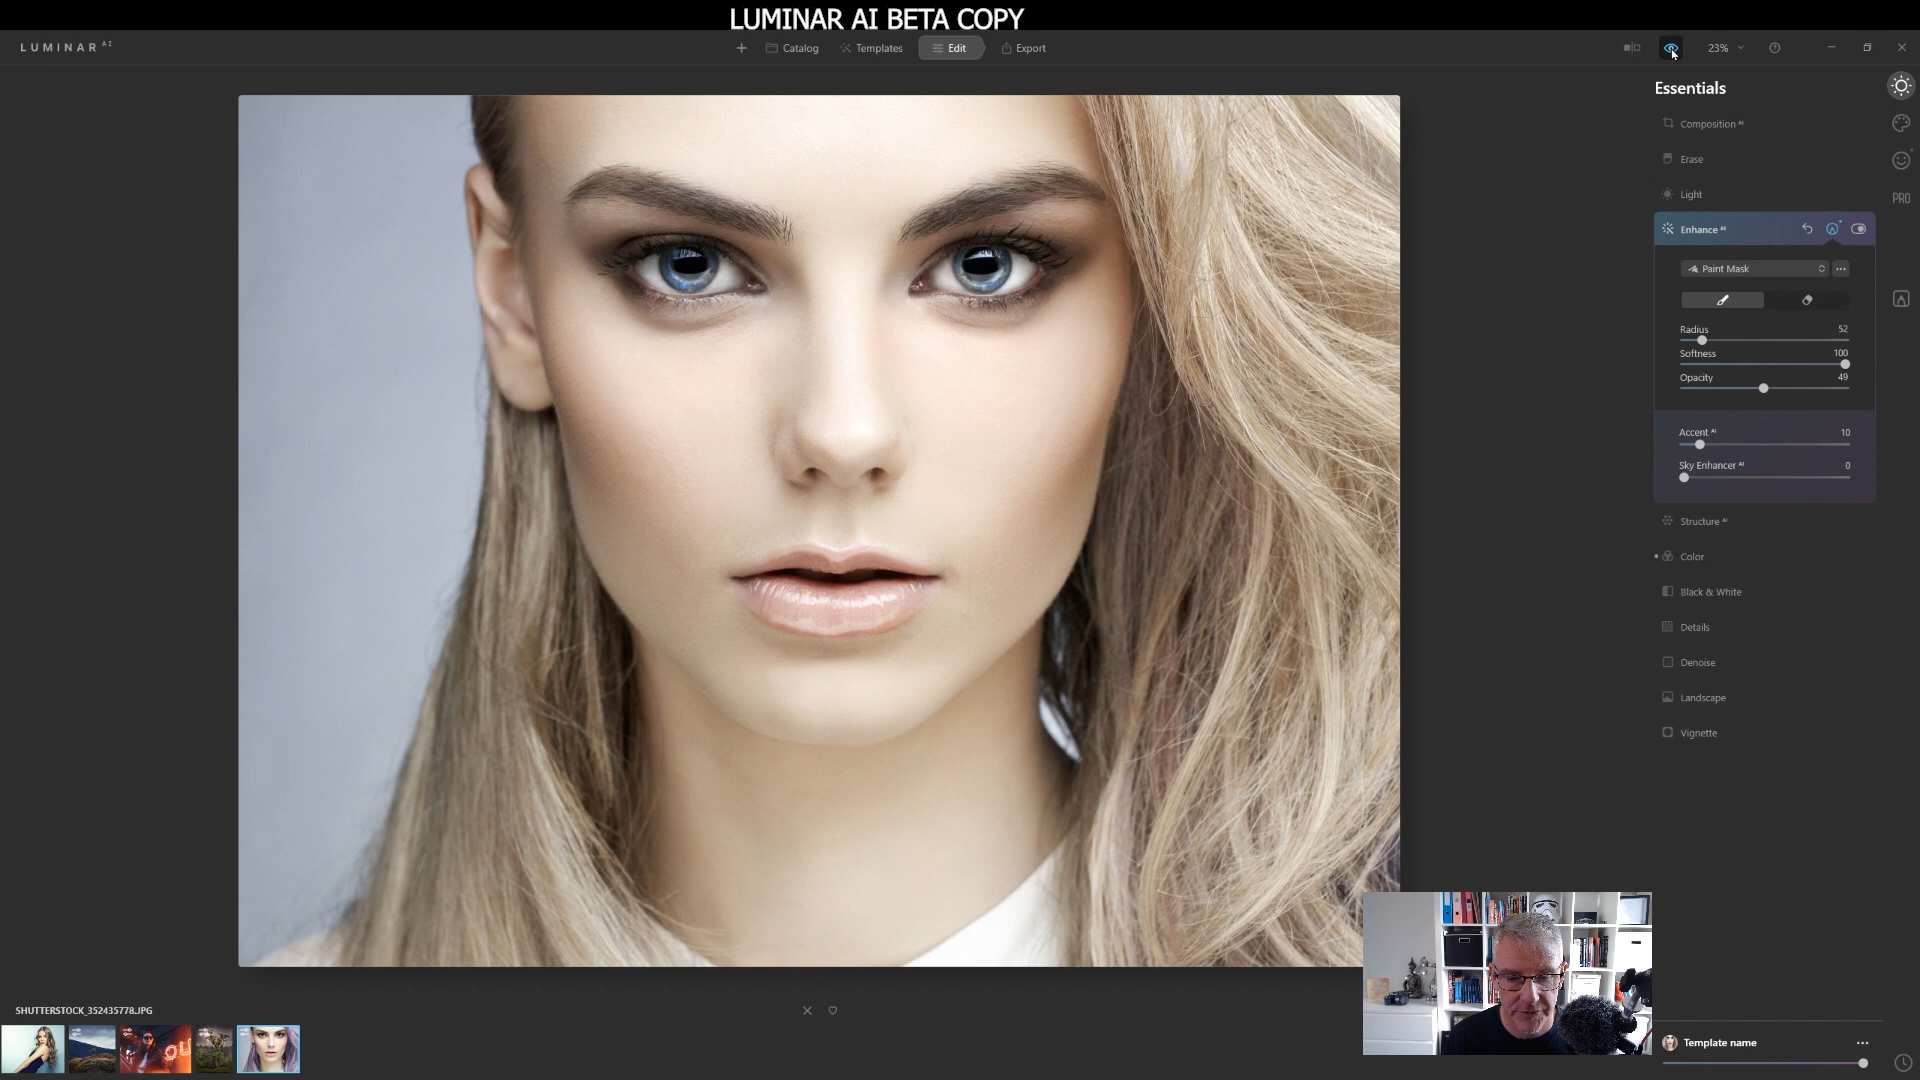 LUMINAR AI BETA COPY
LUMINAR AI
Catalog
Templates
Edit
Export
23%
Essentials
Composition AI
Erase
Light
PRO
Enhance AI
Paint Mask
Radius 52
Softness 100
Opacity 49
Accent AI 10
Sky Enhancer AI 0
Structure AI
Color
Black & White
Details
Denoise
Landscape
Vignette
SHUTTERSTOCK_352435778.JPG
OU
Template name